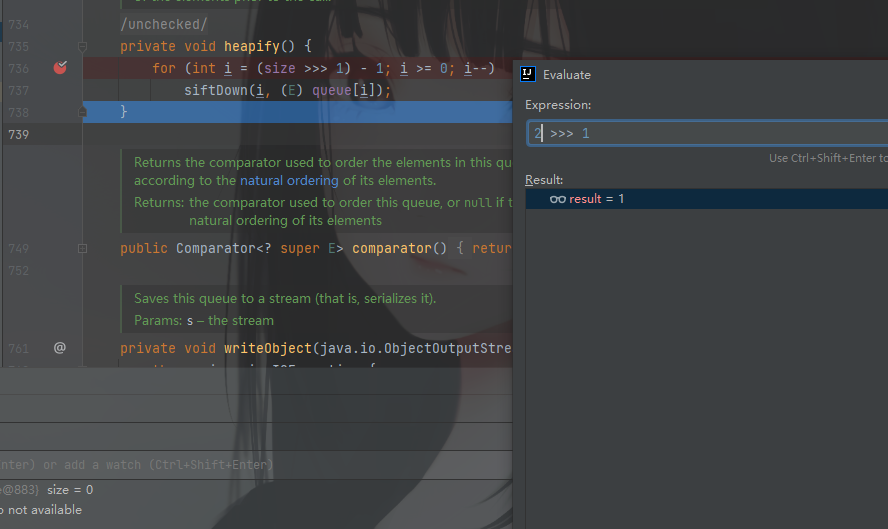 734
/unchecked/
735
private void heapify() {
736
for (int i = (size >>> 1) - 1; i >= 0; i--)
737
siftDown(i, (E) queue[i]);
738
}
739
Returns the comparator used to order the elements in this qu
according to the natural ordering of its elements.
Returns: the comparator used to order this queue, or null if t
natural ordering of its elements
749
public Comparator<? super E> comparator() { retur
752
Saves this queue to a stream (that is, serializes it).
Params: s – the stream
761
@
private void writeObject(java.io.ObjectOutputStre
nter) or add a watch (Ctrl+Shift+Enter)
@883) size = 0
o not available
Evaluate
Expression:
2 >>> 1
Use Ctrl+Shift+Enter to
Result:
result = 1